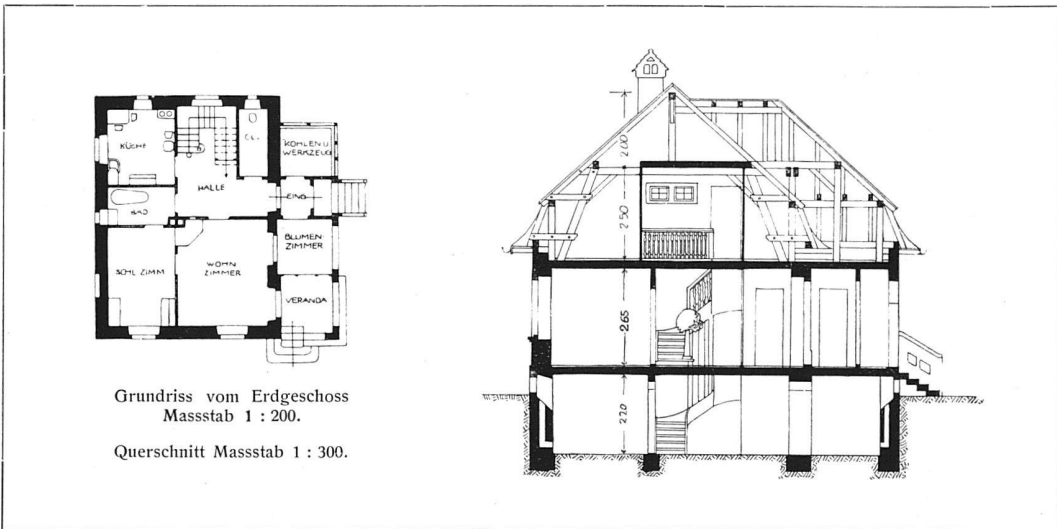 KÜCHE
KOHLEN U
WERKZEUG
HALLE
EING
BAD
BLUMEN-
ZIMMER
SCHL. ZIMM
WOHN
ZIMMER
VERANDA
Grundriss vom Erdgeschoss
Massstab 1 : 200.
Querschnitt Massstab 1 : 300.
200
250
265
220